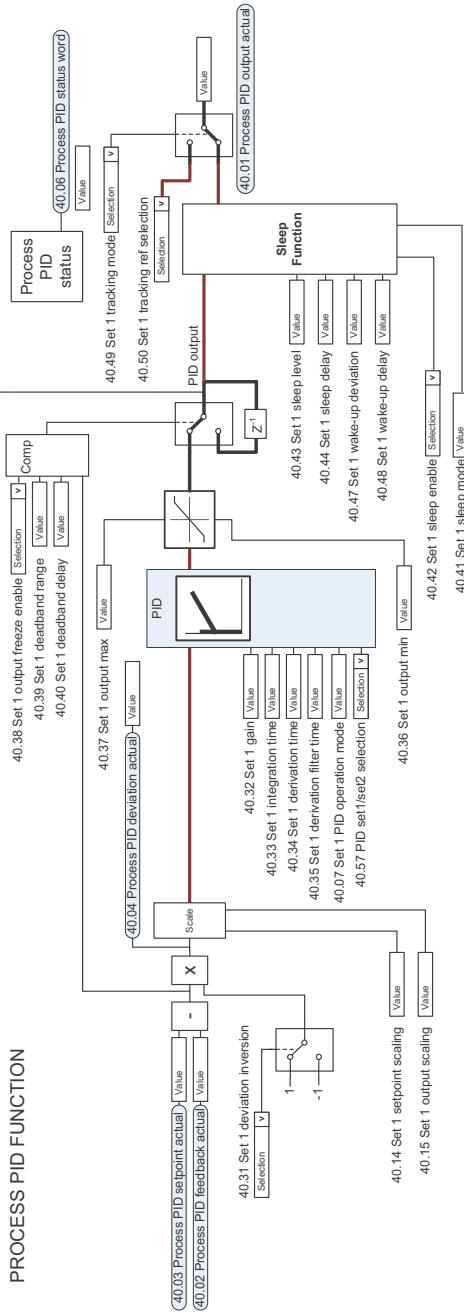 PROCESS PID FUNCTION
40.03 Process PID setpoint actual Value
40.02 Process PID feedback actual Value
-
X
40.31 Set 1 deviation inversion
Selection v
1
-1
Scale
40.14 Set 1 setpoint scaling Value
40.15 Set 1 output scaling Value
40.04 Process PID deviation actual Value
40.38 Set 1 output freeze enable Selection v
40.39 Set 1 deadband range Value
40.40 Set 1 deadband delay Value
Comp
40.37 Set 1 output max Value
PID
40.32 Set 1 gain Value
40.33 Set 1 integration time Value
40.34 Set 1 derivation time Value
40.35 Set 1 derivation filter time Value
40.07 Set 1 PID operation mode Value
40.57 PID set1/set2 selection Selection v
40.36 Set 1 output min Value
Z-1
PID output
Process
PID
status
Value
40.06 Process PID status word
40.49 Set 1 tracking mode Selection v
40.50 Set 1 tracking ref selection
Selection v
Value
40.01 Process PID output actual
Sleep
Function
40.43 Set 1 sleep level Value
40.44 Set 1 sleep delay Value
40.47 Set 1 wake-up deviation Value
40.48 Set 1 wake-up delay Value
40.42 Set 1 sleep enable Selection v
40.41 Set 1 sleep mode Value